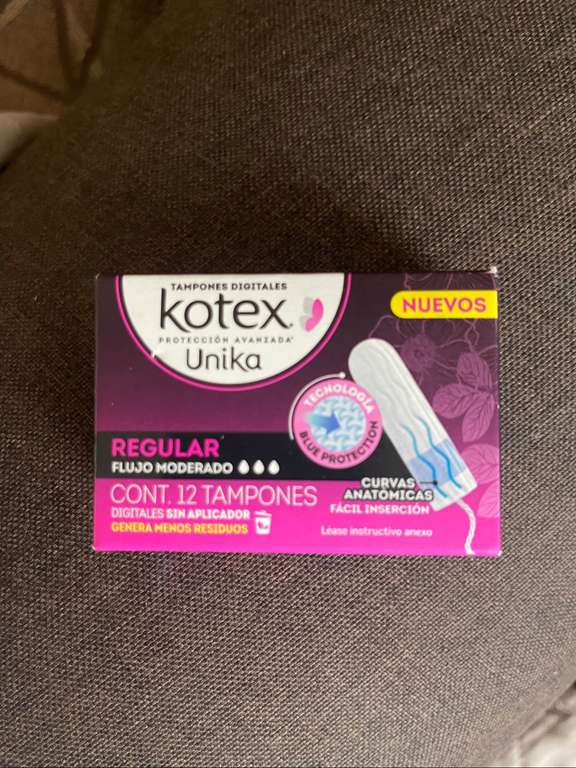 TAMPONES DIGITALES
kotex®
PROTECCIÓN AVANZADA*
Unika
NUEVOS
TECNOLOGÍA
BLUE PROTECTION
REGULAR
FLUJO MODERADO
CURVAS
ANATÓMICAS
FÁCIL INSERCIÓN
CONT. 12 TAMPONES
DIGITALES SIN APLICADOR
GENERA MENOS RESIDUOS
Léase instructivo anexo